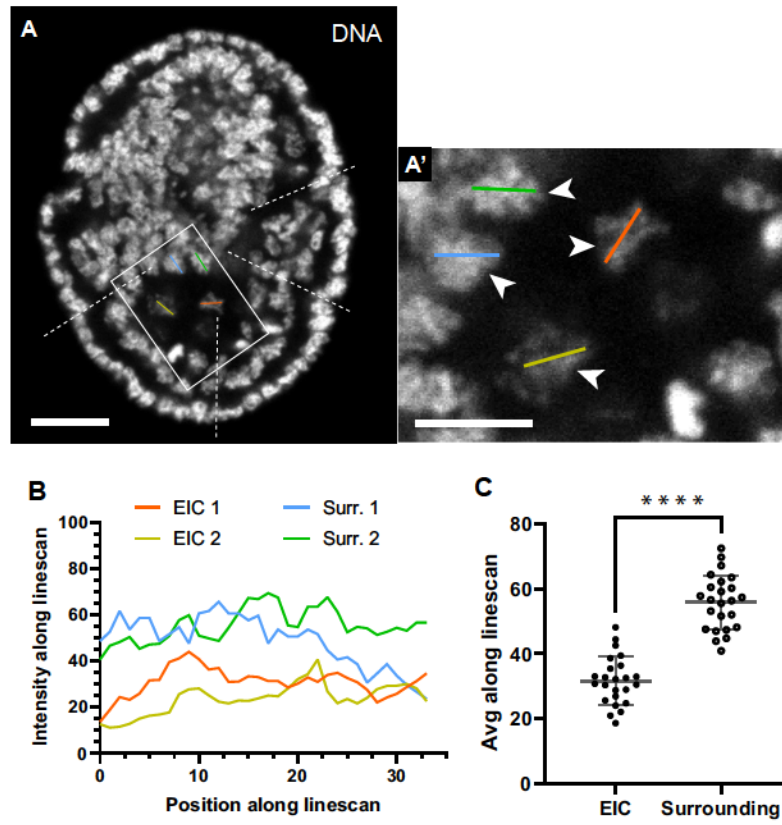 A
DNA
A'
B
EIC 1
Surr. 1
EIC 2
Surr. 2
100
80
60
40
20
0
Intensity along linescan
0
10
20
30
Position along linescan
C
****
80
60
40
20
0
Avg along linescan
EIC
Surrounding